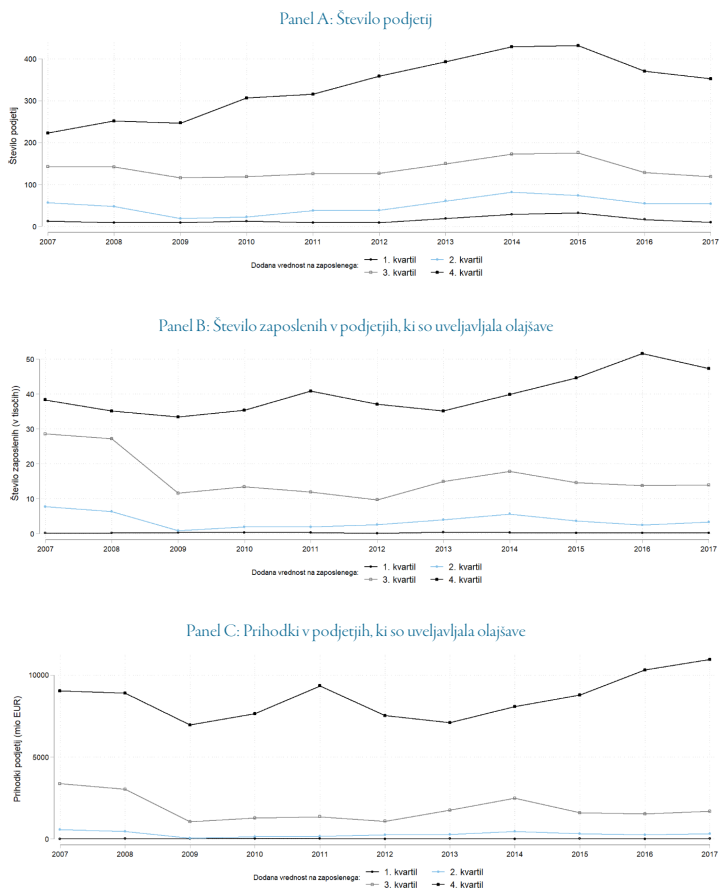 Panel A: Število podjetij
400
300
200
100
0
Število podjetij
2007 2008 2009 2010 2011 2012 2013 2014 2015 2016 2017
Dodana vrednost na zaposlenega: 1. kvartil 2. kvartil
3. kvartil 4. kvartil
Panel B: Število zaposlenih v podjetjih, ki so uveljavljala olajšave
50
40
30
20
10
0
Število zaposlenih (v tisočih))
2007 2008 2009 2010 2011 2012 2013 2014 2015 2016 2017
Dodana vrednost na zaposlenega: 1. kvartil 2. kvartil
3. kvartil 4. kvartil
Panel C: Prihodki v podjetjih, ki so uveljavljala olajšave
10000
5000
0
Prihodki podjetij (mio EUR)
2007 2008 2009 2010 2011 2012 2013 2014 2015 2016 2017
Dodana vrednost na zaposlenega: 1. kvartil 2. kvartil
3. kvartil 4. kvartil